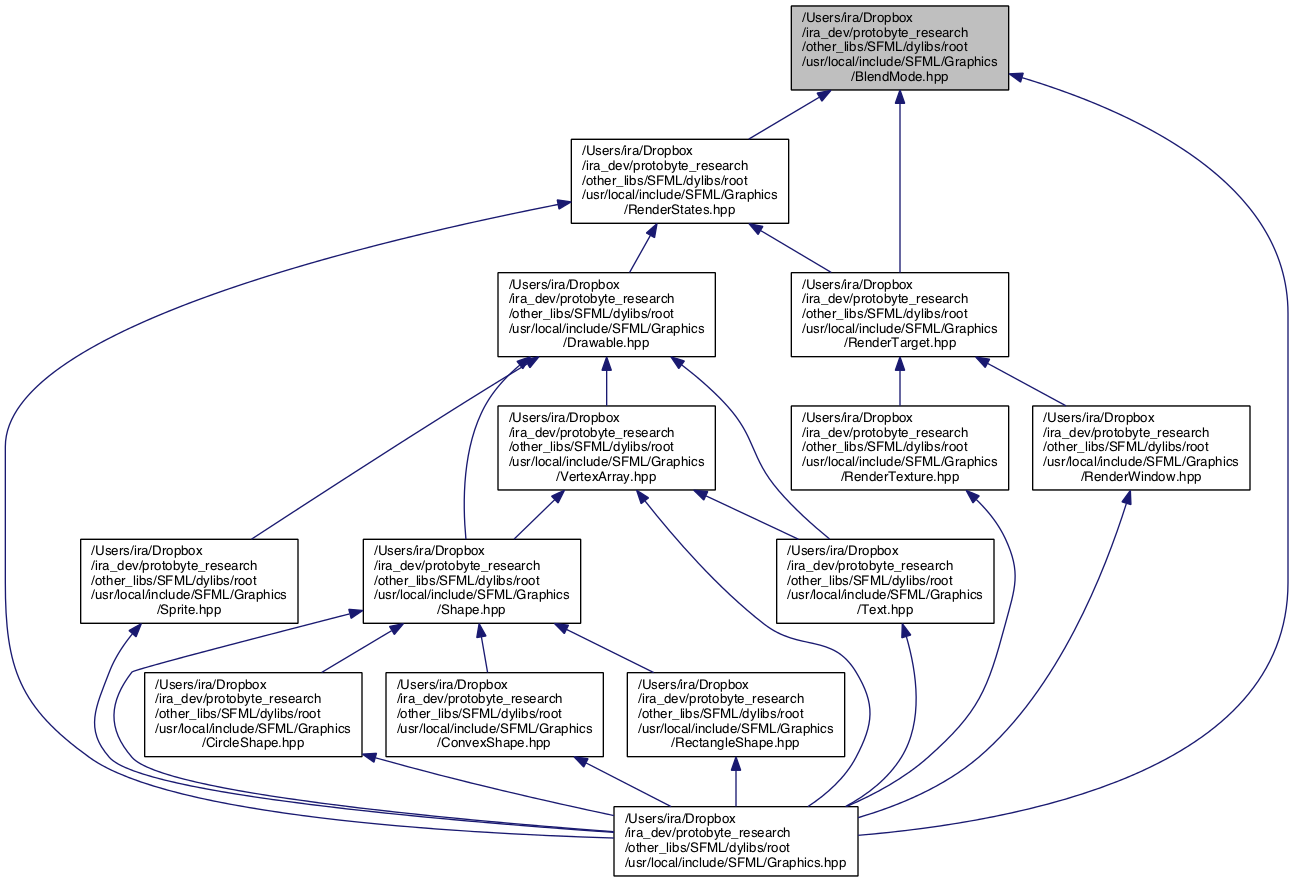 /Users/ira/Dropbox
/ira_dev/protobyte_research
/other_libs/SFML/dylibs/root
/usr/local/include/SFML/Graphics
/BlendMode.hpp
/Users/ira/Dropbox
/ira_dev/protobyte_research
/other_libs/SFML/dylibs/root
/usr/local/include/SFML/Graphics
/RenderStates.hpp
/Users/ira/Dropbox
/ira_dev/protobyte_research
/other_libs/SFML/dylibs/root
/usr/local/include/SFML/Graphics
/Drawable.hpp
/Users/ira/Dropbox
/ira_dev/protobyte_research
/other_libs/SFML/dylibs/root
/usr/local/include/SFML/Graphics
/RenderTarget.hpp
/Users/ira/Dropbox
/ira_dev/protobyte_research
/other_libs/SFML/dylibs/root
/usr/local/include/SFML/Graphics
/VertexArray.hpp
/Users/ira/Dropbox
/ira_dev/protobyte_research
/other_libs/SFML/dylibs/root
/usr/local/include/SFML/Graphics
/RenderTexture.hpp
/Users/ira/Dropbox
/ira_dev/protobyte_research
/other_libs/SFML/dylibs/root
/usr/local/include/SFML/Graphics
/RenderWindow.hpp
/Users/ira/Dropbox
/ira_dev/protobyte_research
/other_libs/SFML/dylibs/root
/usr/local/include/SFML/Graphics
/Sprite.hpp
/Users/ira/Dropbox
/ira_dev/protobyte_research
/other_libs/SFML/dylibs/root
/usr/local/include/SFML/Graphics
/Shape.hpp
/Users/ira/Dropbox
/ira_dev/protobyte_research
/other_libs/SFML/dylibs/root
/usr/local/include/SFML/Graphics
/Text.hpp
/Users/ira/Dropbox
/ira_dev/protobyte_research
/other_libs/SFML/dylibs/root
/usr/local/include/SFML/Graphics
/CircleShape.hpp
/Users/ira/Dropbox
/ira_dev/protobyte_research
/other_libs/SFML/dylibs/root
/usr/local/include/SFML/Graphics
/ConvexShape.hpp
/Users/ira/Dropbox
/ira_dev/protobyte_research
/other_libs/SFML/dylibs/root
/usr/local/include/SFML/Graphics
/RectangleShape.hpp
/Users/ira/Dropbox
/ira_dev/protobyte_research
/other_libs/SFML/dylibs/root
/usr/local/include/SFML/Graphics.hpp